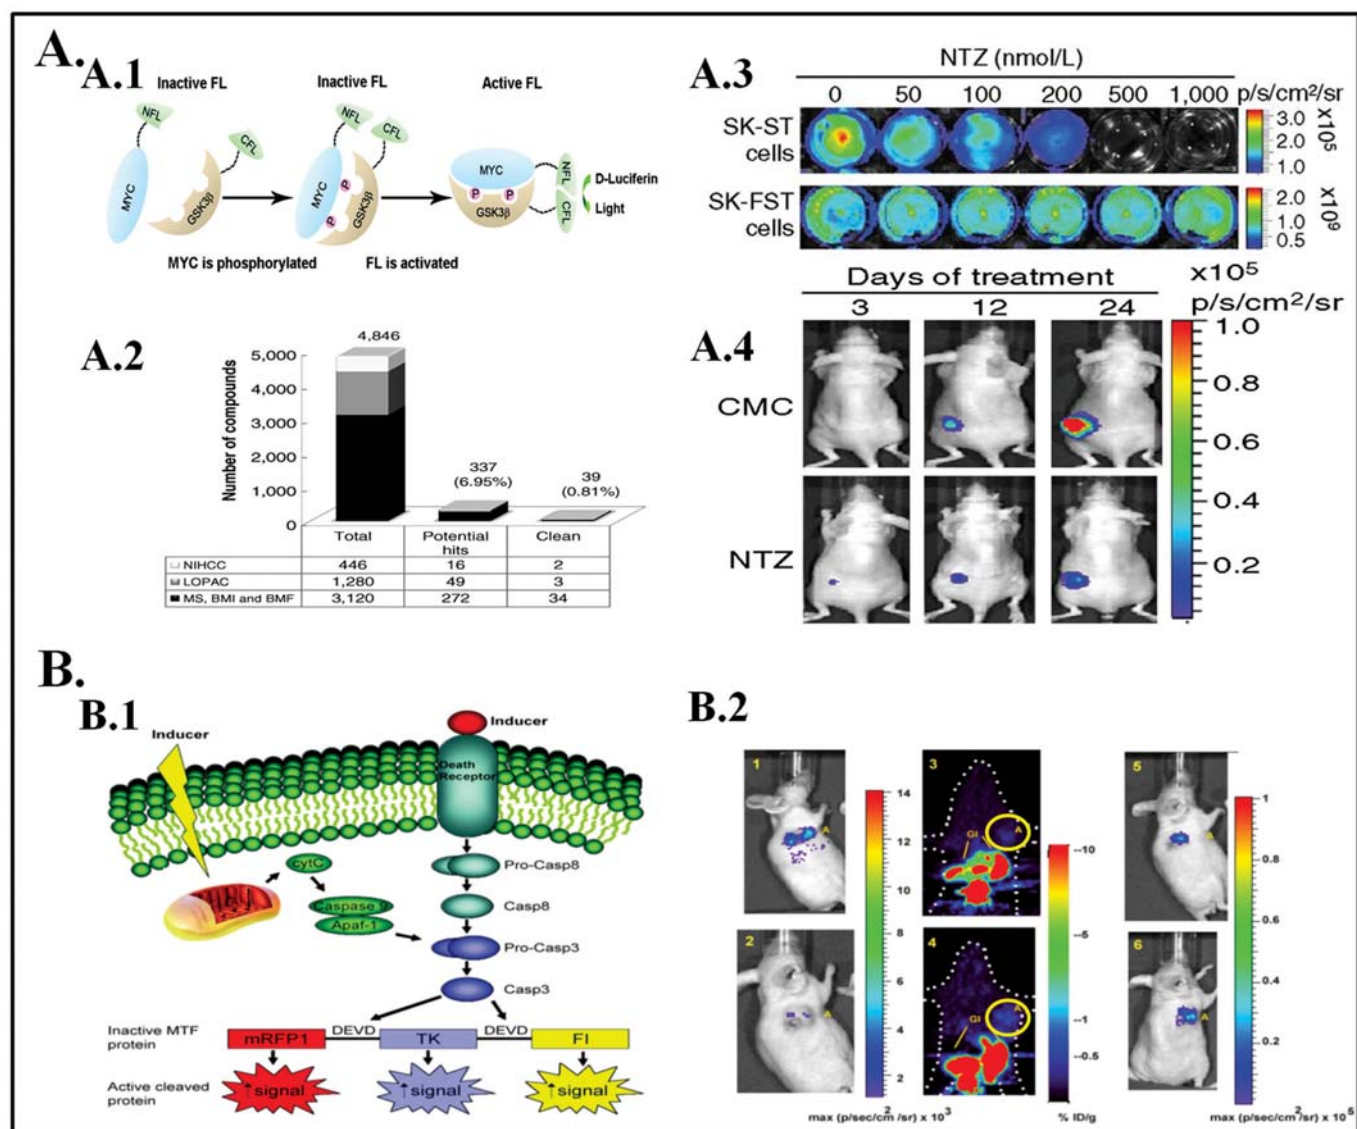 A.
A.1
Inactive FL
Inactive FL
Active FL
NFL
CFL
MYC
GSK3β
NFL
CFL
MYC
P
P
GSK3β
MYC
P
P
GSK3β
NFL
CFL
D-Luciferin
Light
MYC is phosphorylated
FL is activated
A.2
Number of compounds
5,000
4,000
3,000
2,000
1,000
0
4,846
337
(6.95%)
39
(0.81%)
Total
Potential
hits
Clean
NIHCC 446 16 2
LOPAC 1,280 49 3
MS, BMI and BMF 3,120 272 34
A.3
NTZ (nmol/L)
0 50 100 200 500 1,000 p/s/cm²/sr
SK-ST
cells
3.0
2.0
1.0
x10⁵
SK-FST
cells
2.0
1.0
0.5
x10⁹
A.4
Days of treatment
3 12 24
x10⁵
p/s/cm²/sr
CMC
NTZ
1.0
0.8
0.6
0.4
0.2
B.
B.1
Inducer
Inducer
Death
Receptor
cytC
Caspase 9
Apaf-1
Pro-Casp8
Casp8
Pro-Casp3
Casp3
Inactive MTF
protein
mRFP1
DEVD
TK
DEVD
Fl
Active cleaved
protein
↑signal
↑signal
↑signal
B.2
1
A
2
A
14
12
10
8
6
4
2
max (p/sec/cm²/sr) x 10³
3
GI
A
4
GI
A
--10
--5
--1
--0.5
% ID/g
5
A
6
A
1
0.8
0.6
0.4
0.2
0
max (p/sec/cm²/sr) x 10⁵